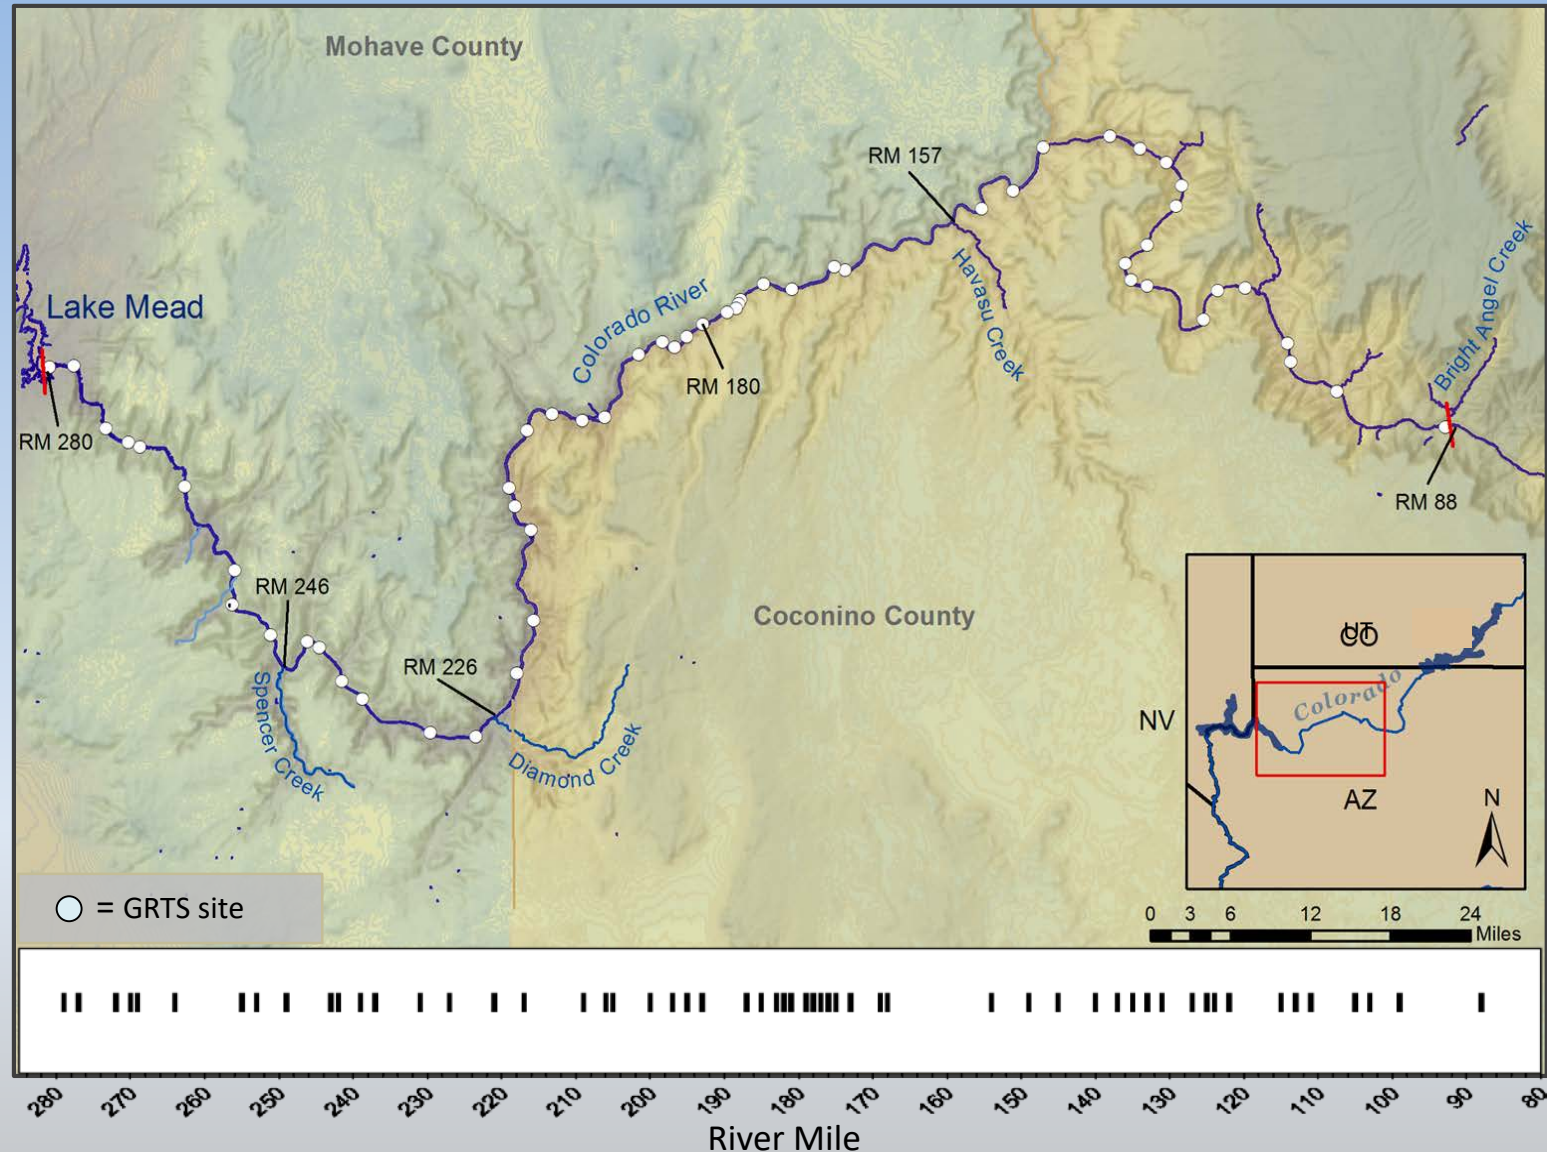 Mohave County
RM 157
Bright Angel Creek
Havasu Creek
Lake Mead
Colorado River
RM 180
RM 280
RM 88
RM 246
Coconino County
RM 226
Spencer Creek
Diamond Creek
Colorado
NV
AZ
N
= GRTS site
0 3 6 12 18 24
Miles
280 270 260 250 240 230 220 210 200 190 180 170 160 150 140 130 120 110 100 90 80
River Mile